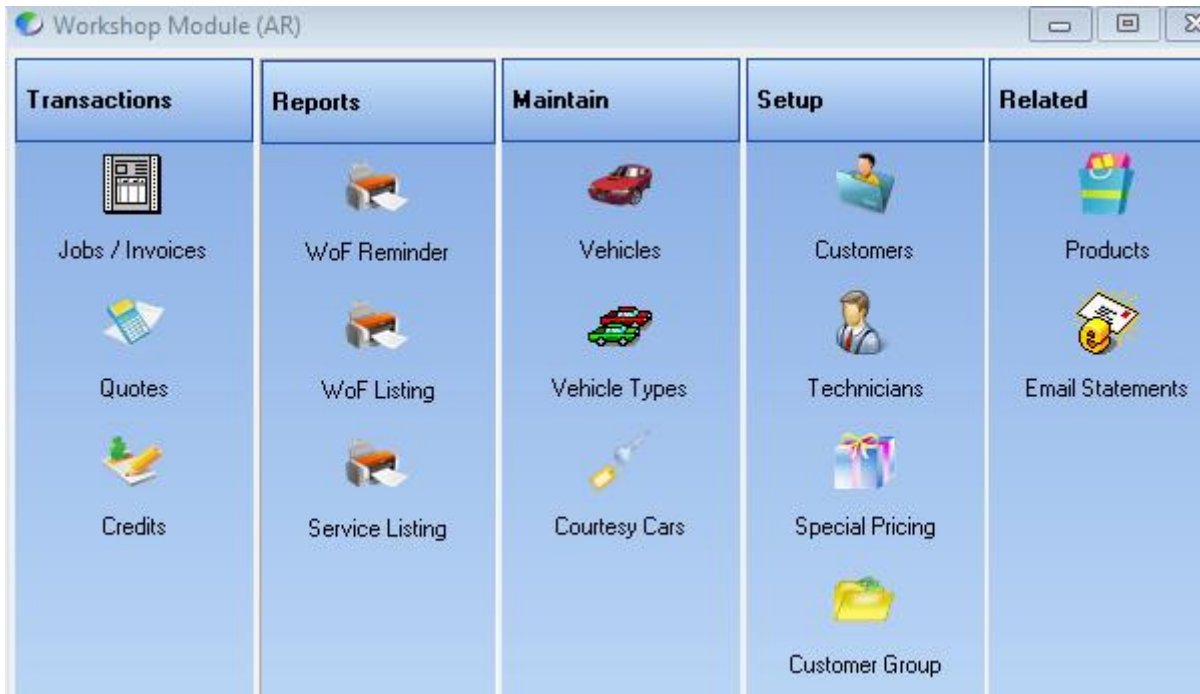 Workshop Module (AR)
Transactions
Reports
Maintain
Setup
Related
Jobs / Invoices
WoF Reminder
Vehicles
Customers
Products
Quotes
WoF Listing
Vehicle Types
Technicians
Email Statements
Credits
Service Listing
Courtesy Cars
Special Pricing
Customer Group